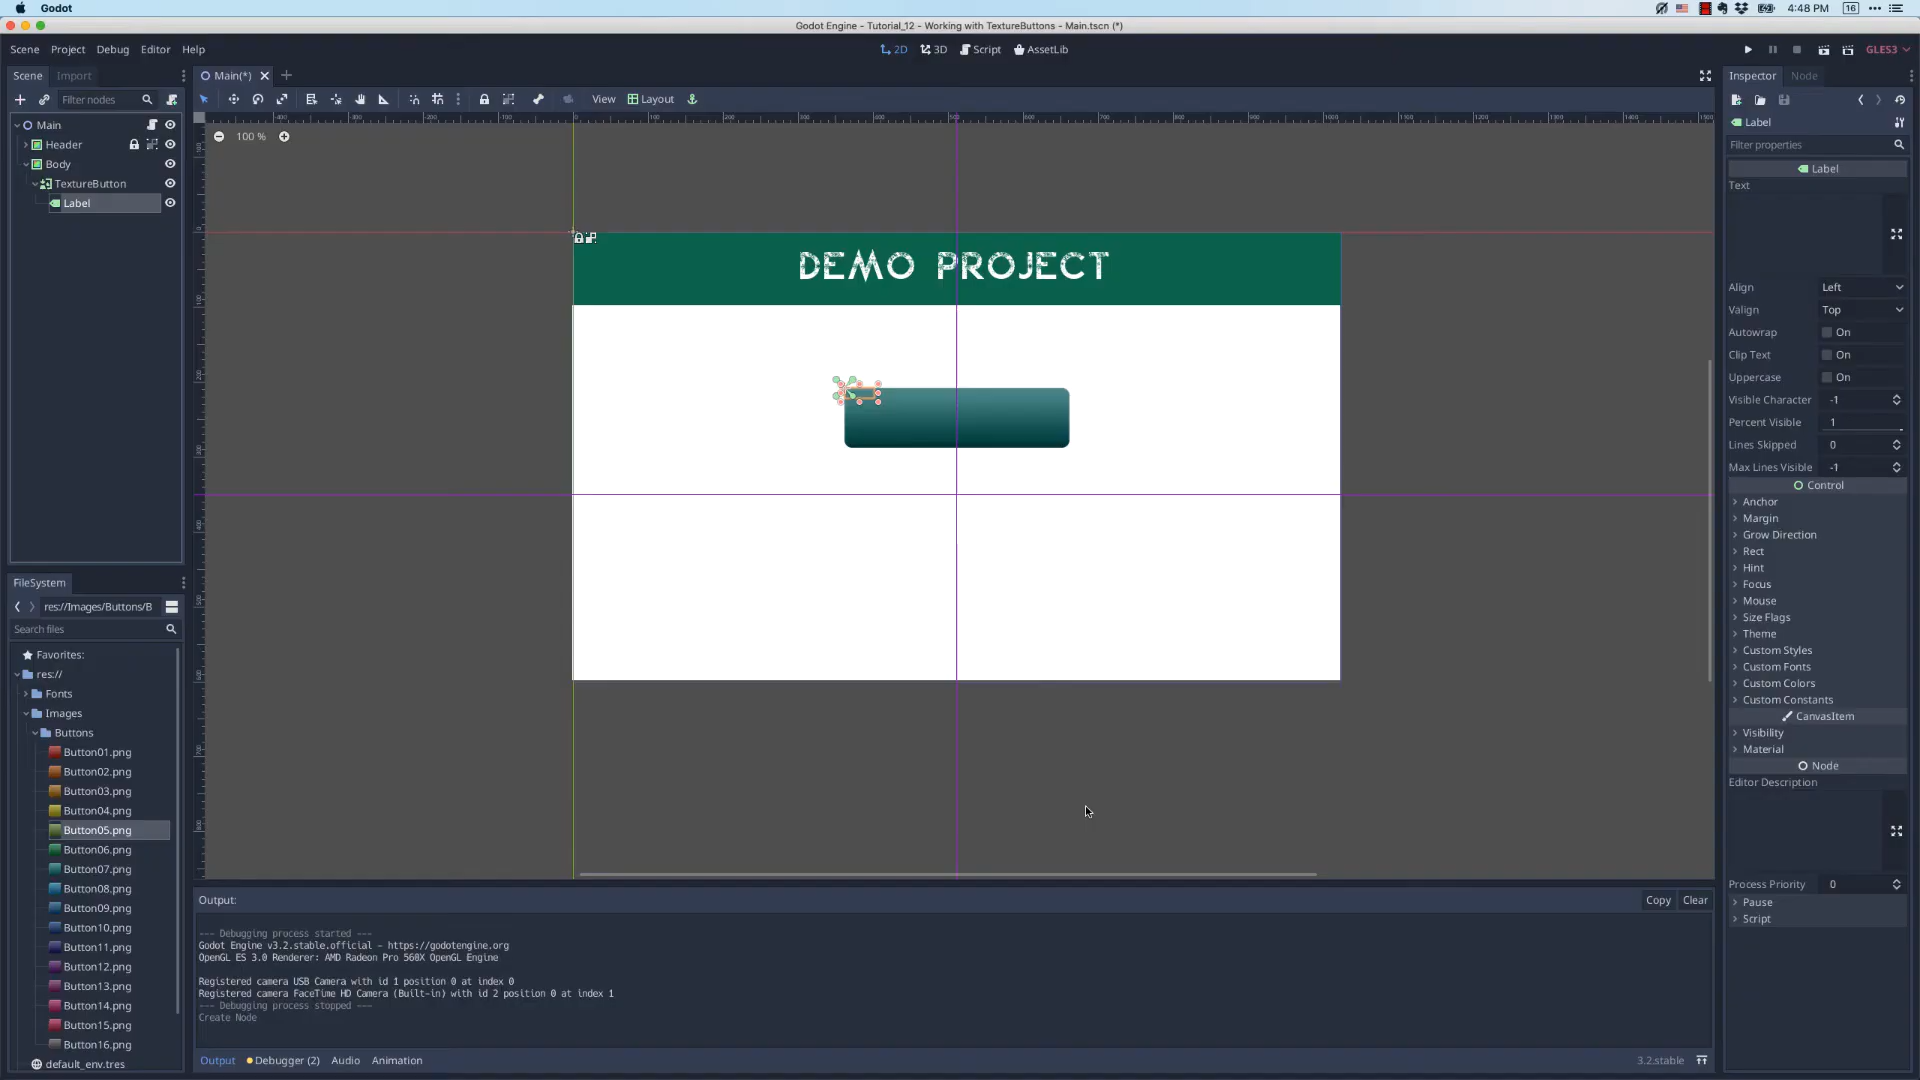 Godot
4:48 PM
16
Godot Engine - Tutorial_12 - Working with TextureButtons - Main.tscn (*)
Scene Project Debug Editor Help
2D 3D Script AssetLib
GLES3
Scene Import
Main(*)
Inspector Node
Filter nodes
View Layout
Main
Header
Body
TextureButton
Label
100 %
DEMO PROJECT
Label
Filter properties
Label
Text
Align Left
Valign Top
Autowrap On
Clip Text On
Uppercase On
Visible Character -1
Percent Visible 1
Lines Skipped 0
Max Lines Visible -1
Control
Anchor
Margin
Grow Direction
Rect
Hint
Focus
Mouse
Size Flags
Theme
Custom Styles
Custom Fonts
Custom Colors
Custom Constants
CanvasItem
Visibility
Material
Node
Editor Description
Process Priority 0
Pause
Script
FileSystem
res://Images/Buttons/B
Search files
Favorites:
res://
Fonts
Images
Buttons
Button01.png
Button02.png
Button03.png
Button04.png
Button05.png
Button06.png
Button07.png
Button08.png
Button09.png
Button10.png
Button11.png
Button12.png
Button13.png
Button14.png
Button15.png
Button16.png
default_env.tres
Output:
Copy Clear
--- Debugging process started ---
Godot Engine v3.2.stable.official - https://godotengine.org
OpenGL ES 3.0 Renderer: AMD Radeon Pro 560X OpenGL Engine
Registered camera USB Camera with id 1 position 0 at index 0
Registered camera FaceTime HD Camera (Built-in) with id 2 position 0 at index 1
--- Debugging process stopped ---
Create Node
Output Debugger (2) Audio Animation
3.2.stable